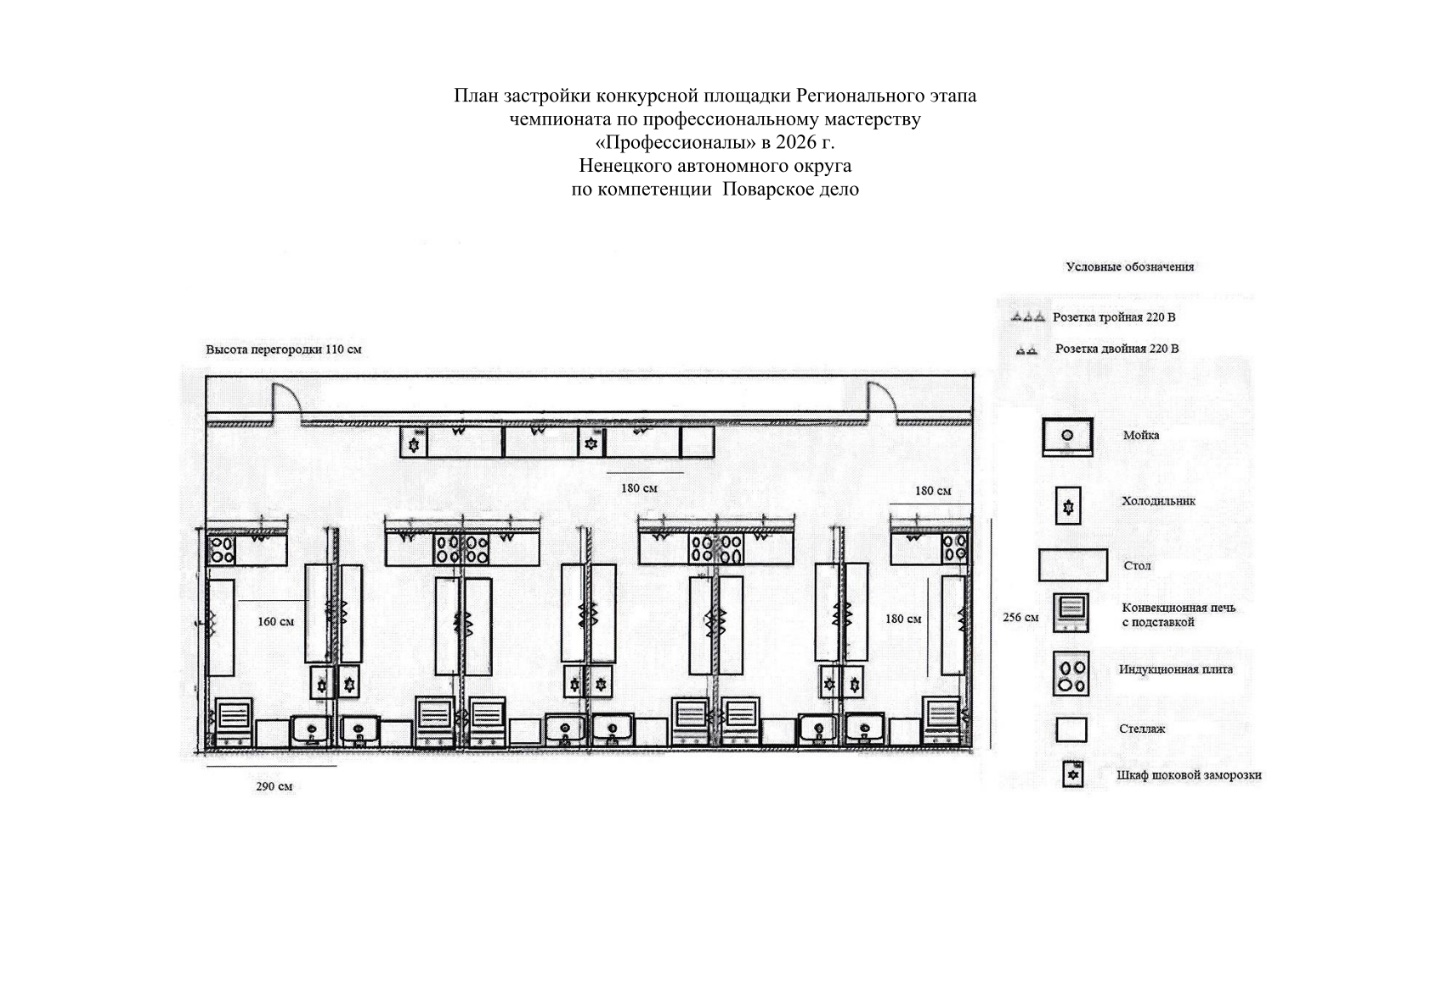 План застройки конкурсной площадки Регионального этапа
чемпионата по профессиональному мастерству
«Профессионалы» в 2026 г.
Ненецкого автономного округа
по компетенции Поварское дело
Условные обозначения
Розетка тройная 220 В
Розетка двойная 220 В
Высота перегородки 110 см
Мойка
180 см
180 см
Холодильник
Стол
Конвекционная печь
с подставкой
160 см
180 см
256 см
Индукционная плита
Стеллаж
Шкаф шоковой заморозки
290 см